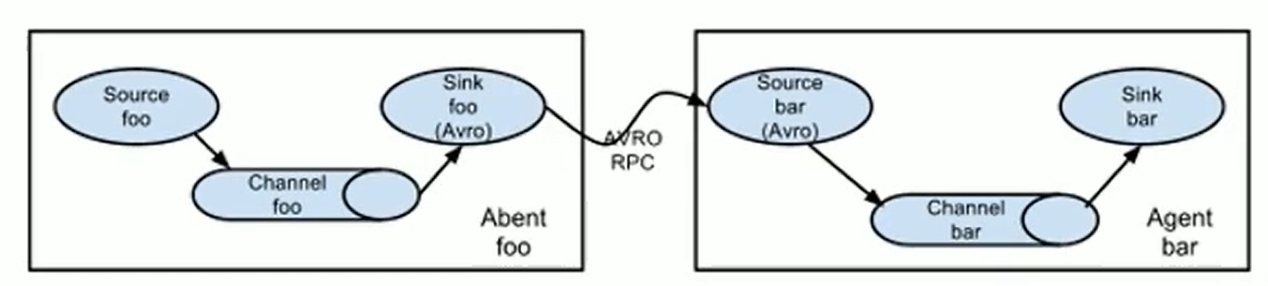 Source
foo
Channel
foo
Sink
foo
(Avro)
Abent
foo
AVRO
RPC
Source
bar
(Avro)
Channel
bar
Sink
bar
Agent
bar